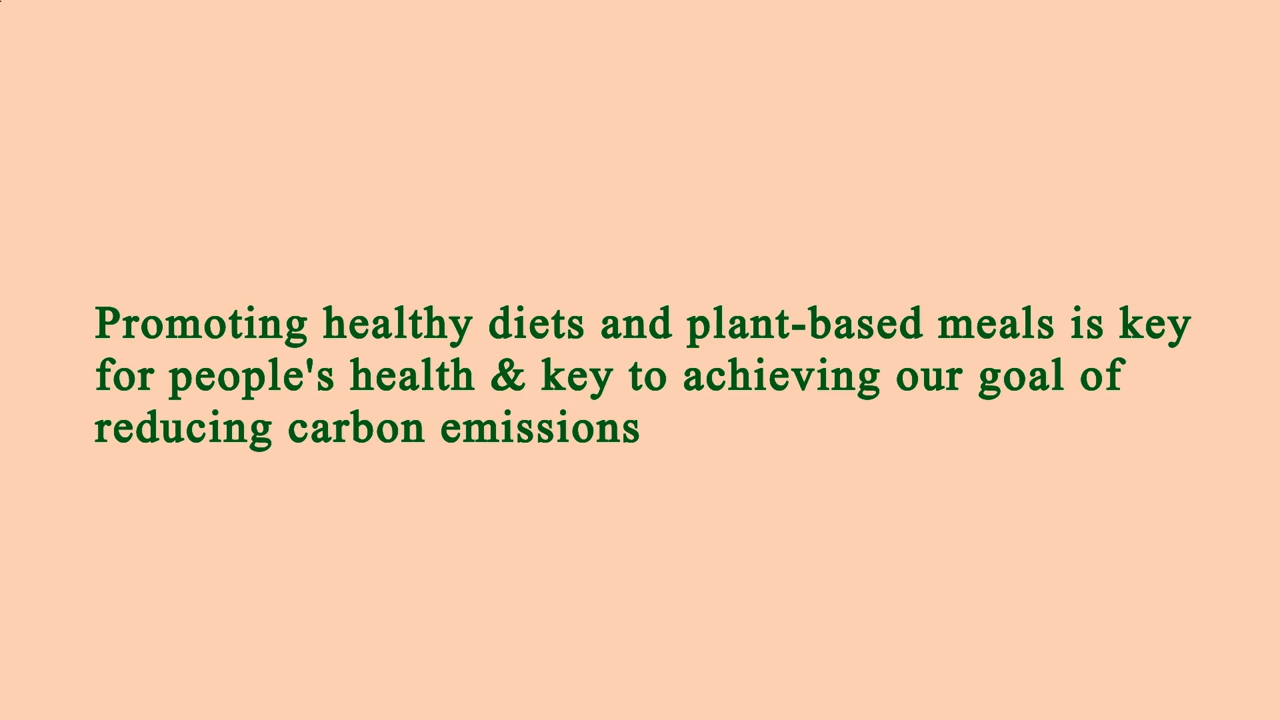 Promoting healthy diets and plant-based meals is key
for people's health & key to achieving our goal of
reducing carbon emissions